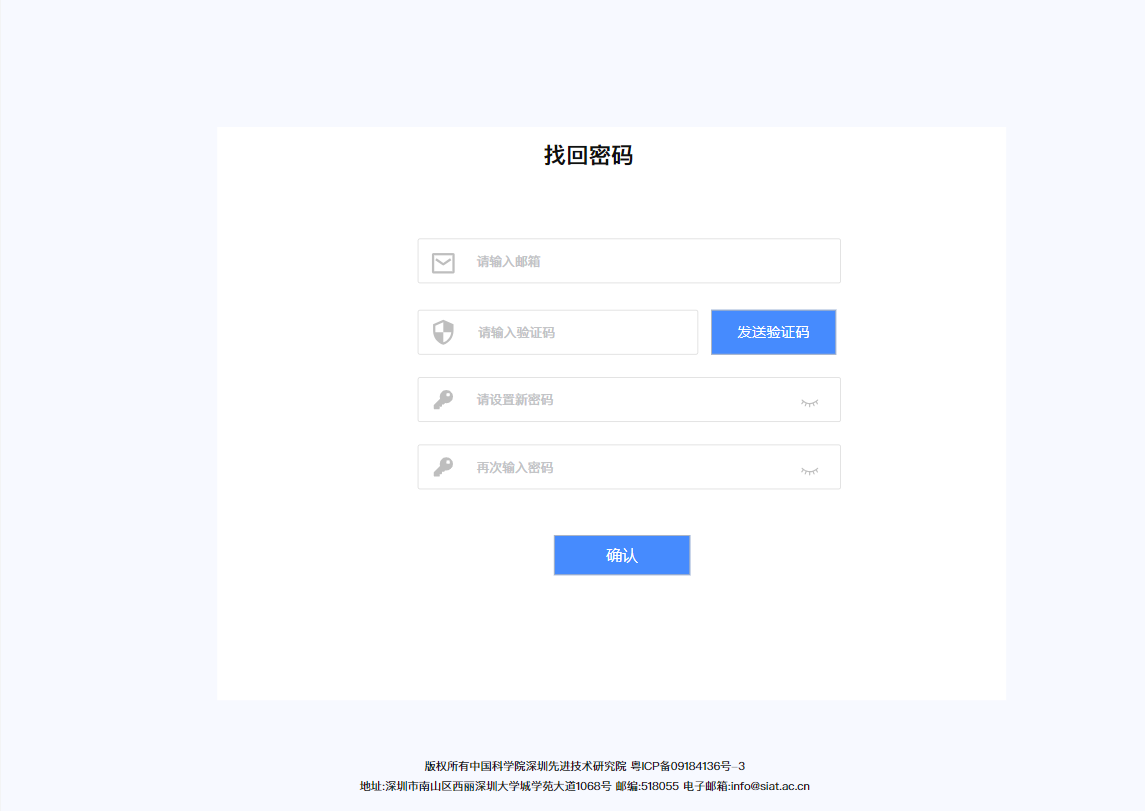 找回密码
请输入邮箱
请输入验证码 发送验证码
请设置新密码
再次输入密码
确认
版权所有中国科学院深圳先进技术研究院 粤ICP备09184136号-3
地址:深圳市南山区西丽深圳大学城学苑大道1068号 邮编:518055 电子邮箱:info@siat.ac.cn